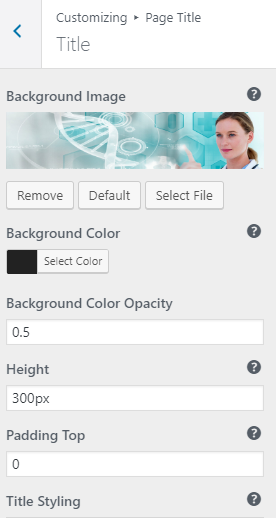 Customizing ▸ Page Title
Title
Background Image
Remove Default Select File
Background Color
Select Color
Background Color Opacity
0.5
Height
300px
Padding Top
0
Title Styling